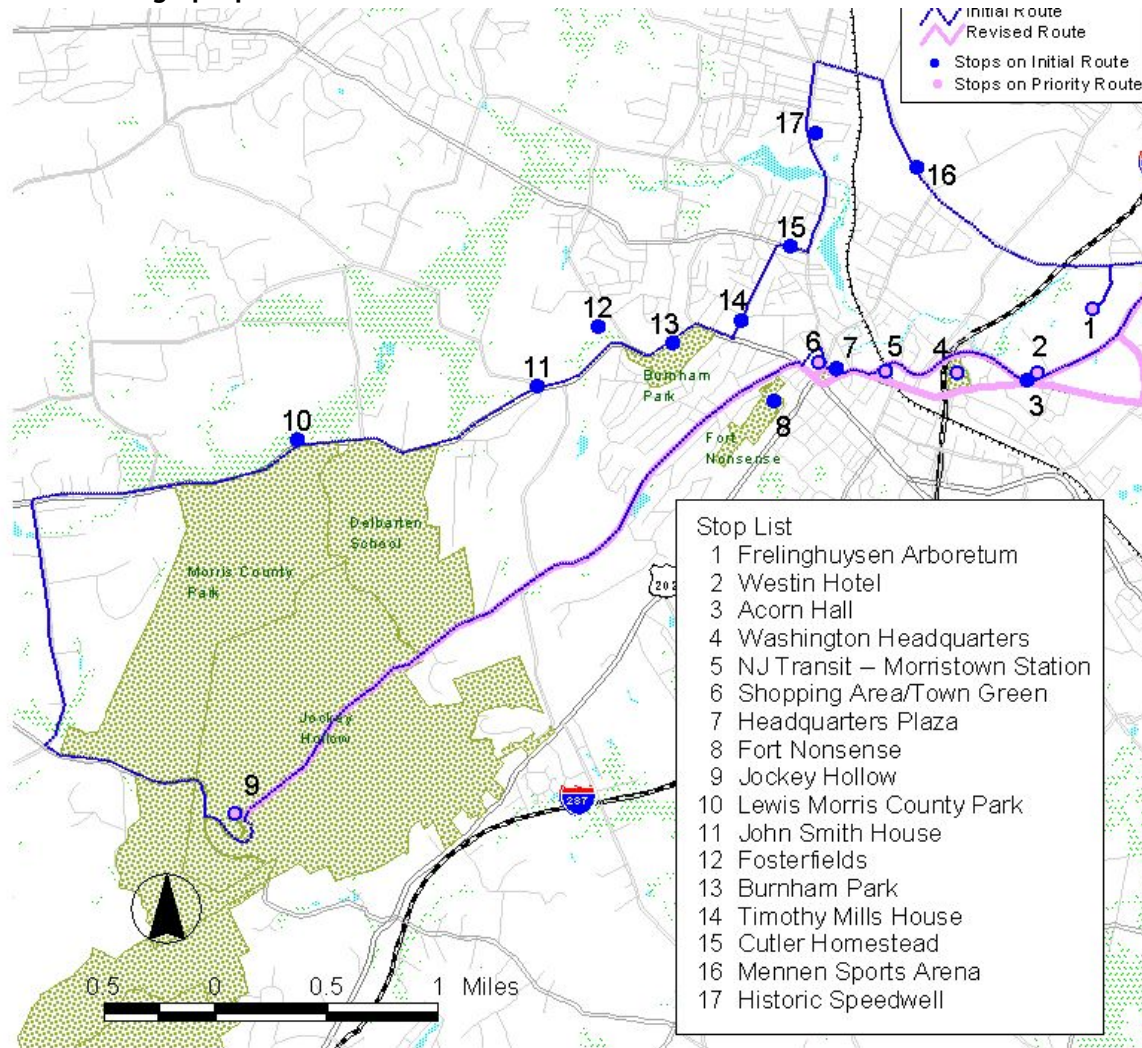 Initial Route
Revised Route
Stops on Initial Route
Stops on Priority Route
17
16
15
14
12
13
11
10
6
7
5
4
2
1
3
8
9
Burnham
Park
Fort
Nonsense
Delbarten
School
Morris County
Park
Jockey
Hollow
202
287
Stop List
1 Frelinghuysen Arboretum
2 Westin Hotel
3 Acorn Hall
4 Washington Headquarters
5 NJ Transit – Morristown Station
6 Shopping Area/Town Green
7 Headquarters Plaza
8 Fort Nonsense
9 Jockey Hollow
10 Lewis Morris County Park
11 John Smith House
12 Fosterfields
13 Burnham Park
14 Timothy Mills House
15 Cutler Homestead
16 Mennen Sports Arena
17 Historic Speedwell
0.5 0 0.5 1 Miles